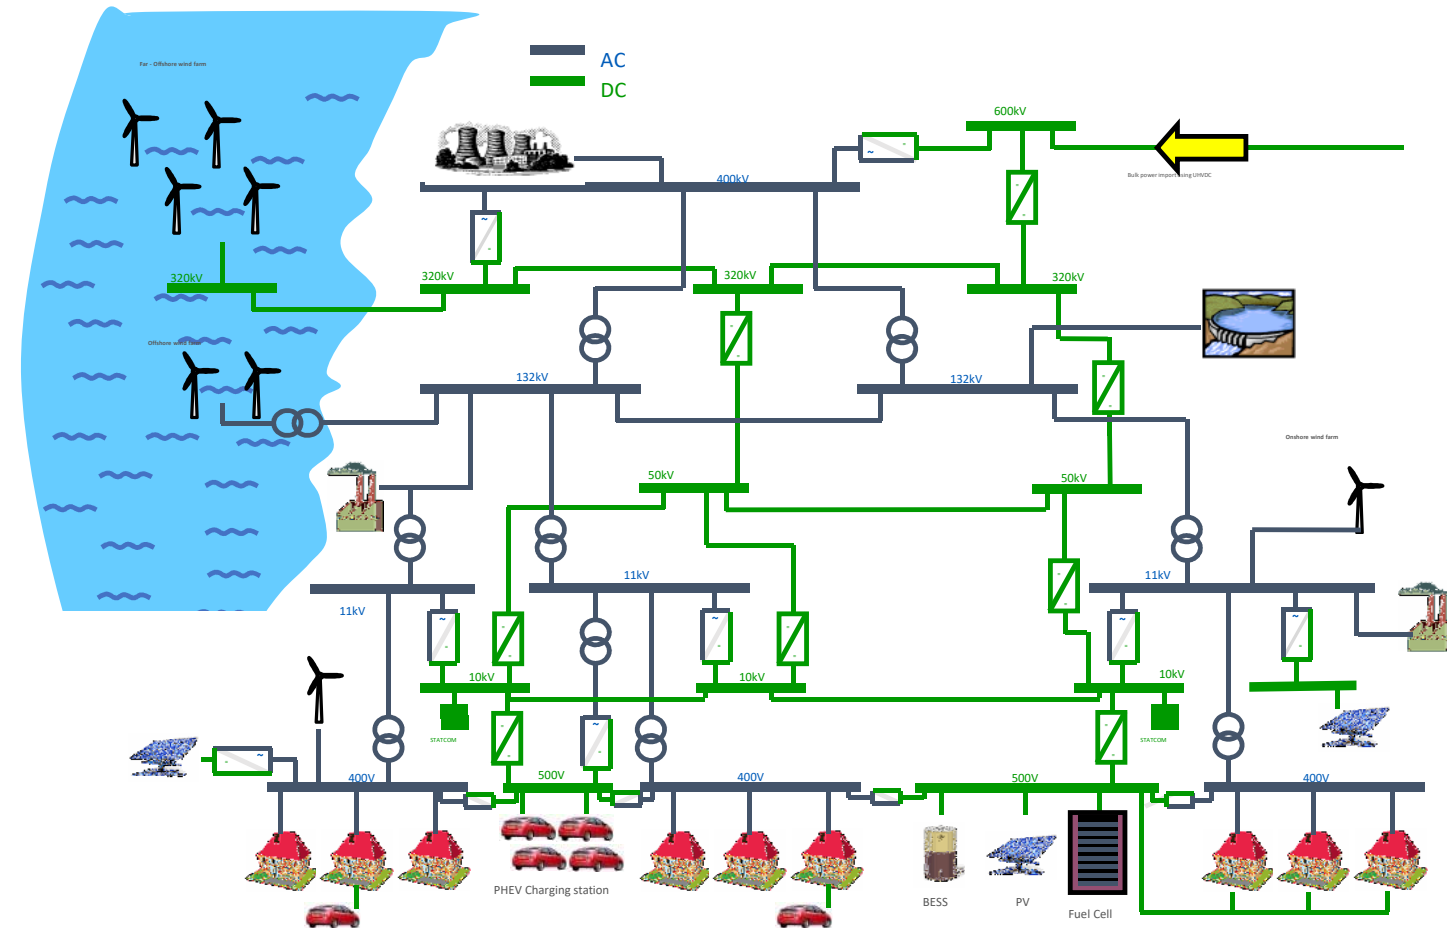 Far - Offshore wind farm
AC
DC
600kV
400kV
~
-
Bulk power import using UHVDC
~
-
-
-
320kV
320kV
320kV
320kV
-
-
Offshore wind farm
132kV
132kV
-
-
Onshore wind farm
50kV
50kV
11kV
11kV
11kV
~
-
-
-
~
-
-
-
-
-
~
-
~
-
10kV
10kV
10kV
STATCOM
STATCOM
-
~
-
-
~
-
-
-
400V
500V
400V
500V
400V
PHEV Charging station
BESS
PV
Fuel Cell